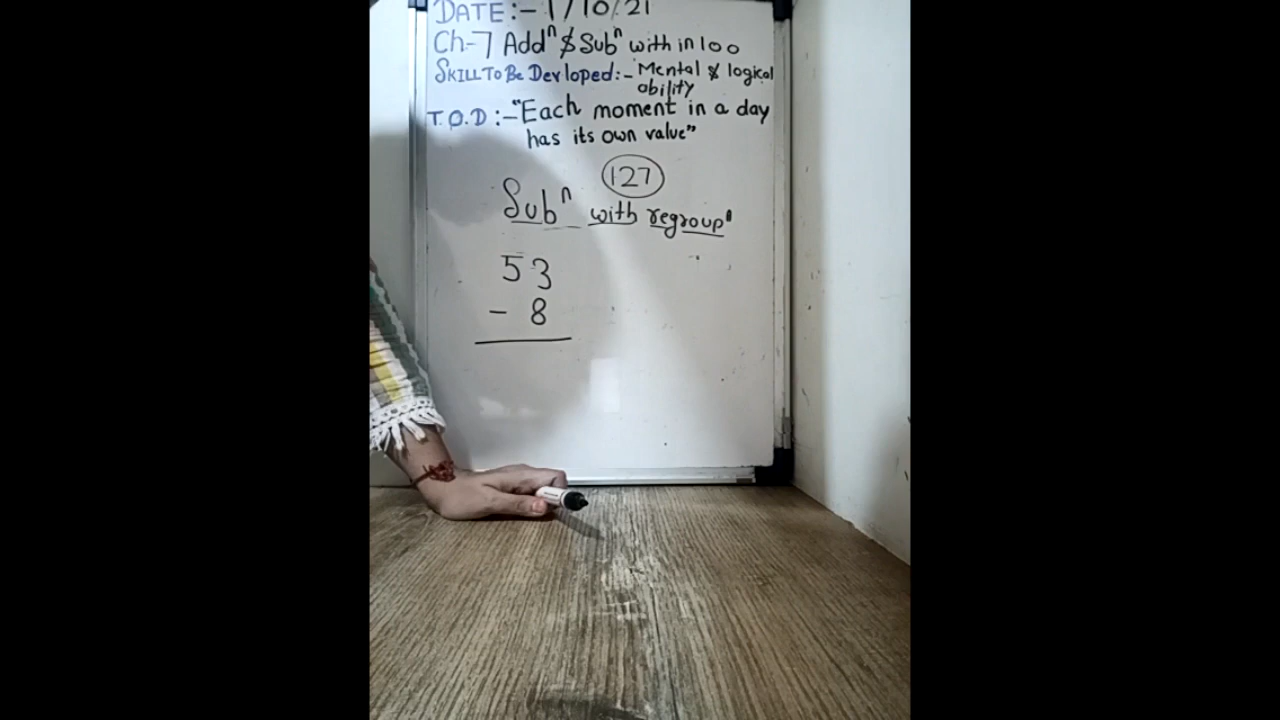 DATE :- 1/10/21
Ch-7 Addⁿ & Subⁿ with in 100
SKILL TO BE DEVLOPED:- Mental & logical
ability
T.O.D :- "Each moment in a day
has its own value"
127
Subⁿ with regroupⁿ
53
- 8